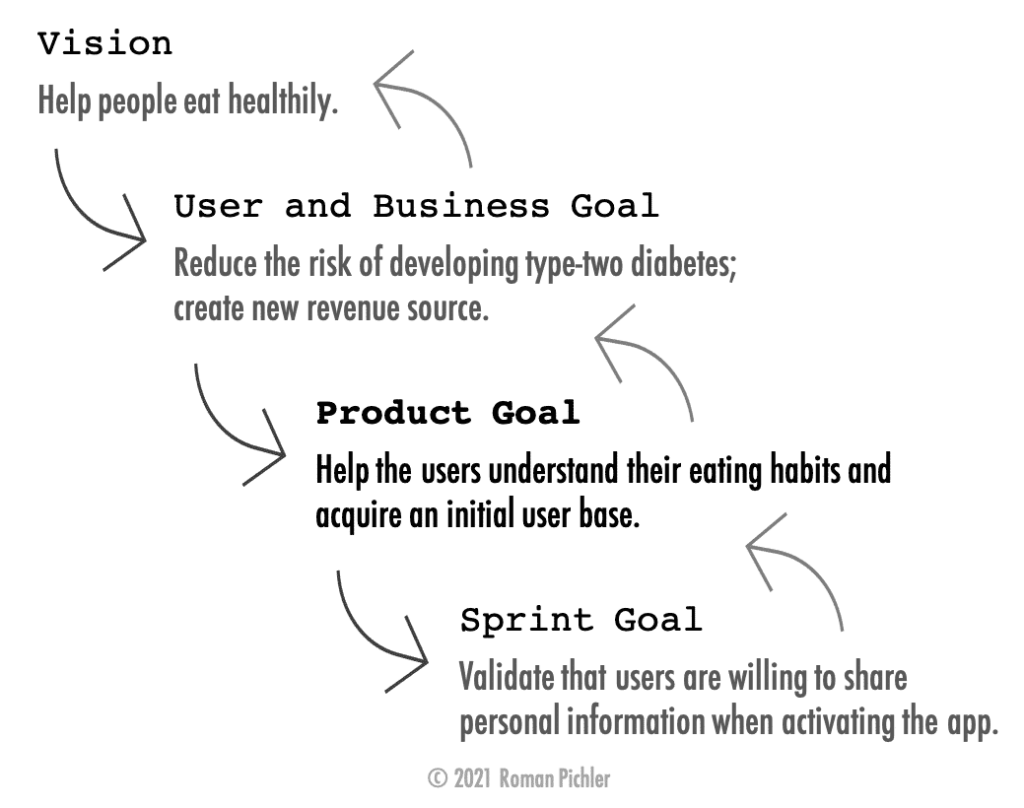 Vision
Help people eat healthily.
User and Business Goal
Reduce the risk of developing type-two diabetes;
create new revenue source.
Product Goal
Help the users understand their eating habits and
acquire an initial user base.
Sprint Goal
Validate that users are willing to share
personal information when activating the app.
© 2021 Roman Pichler